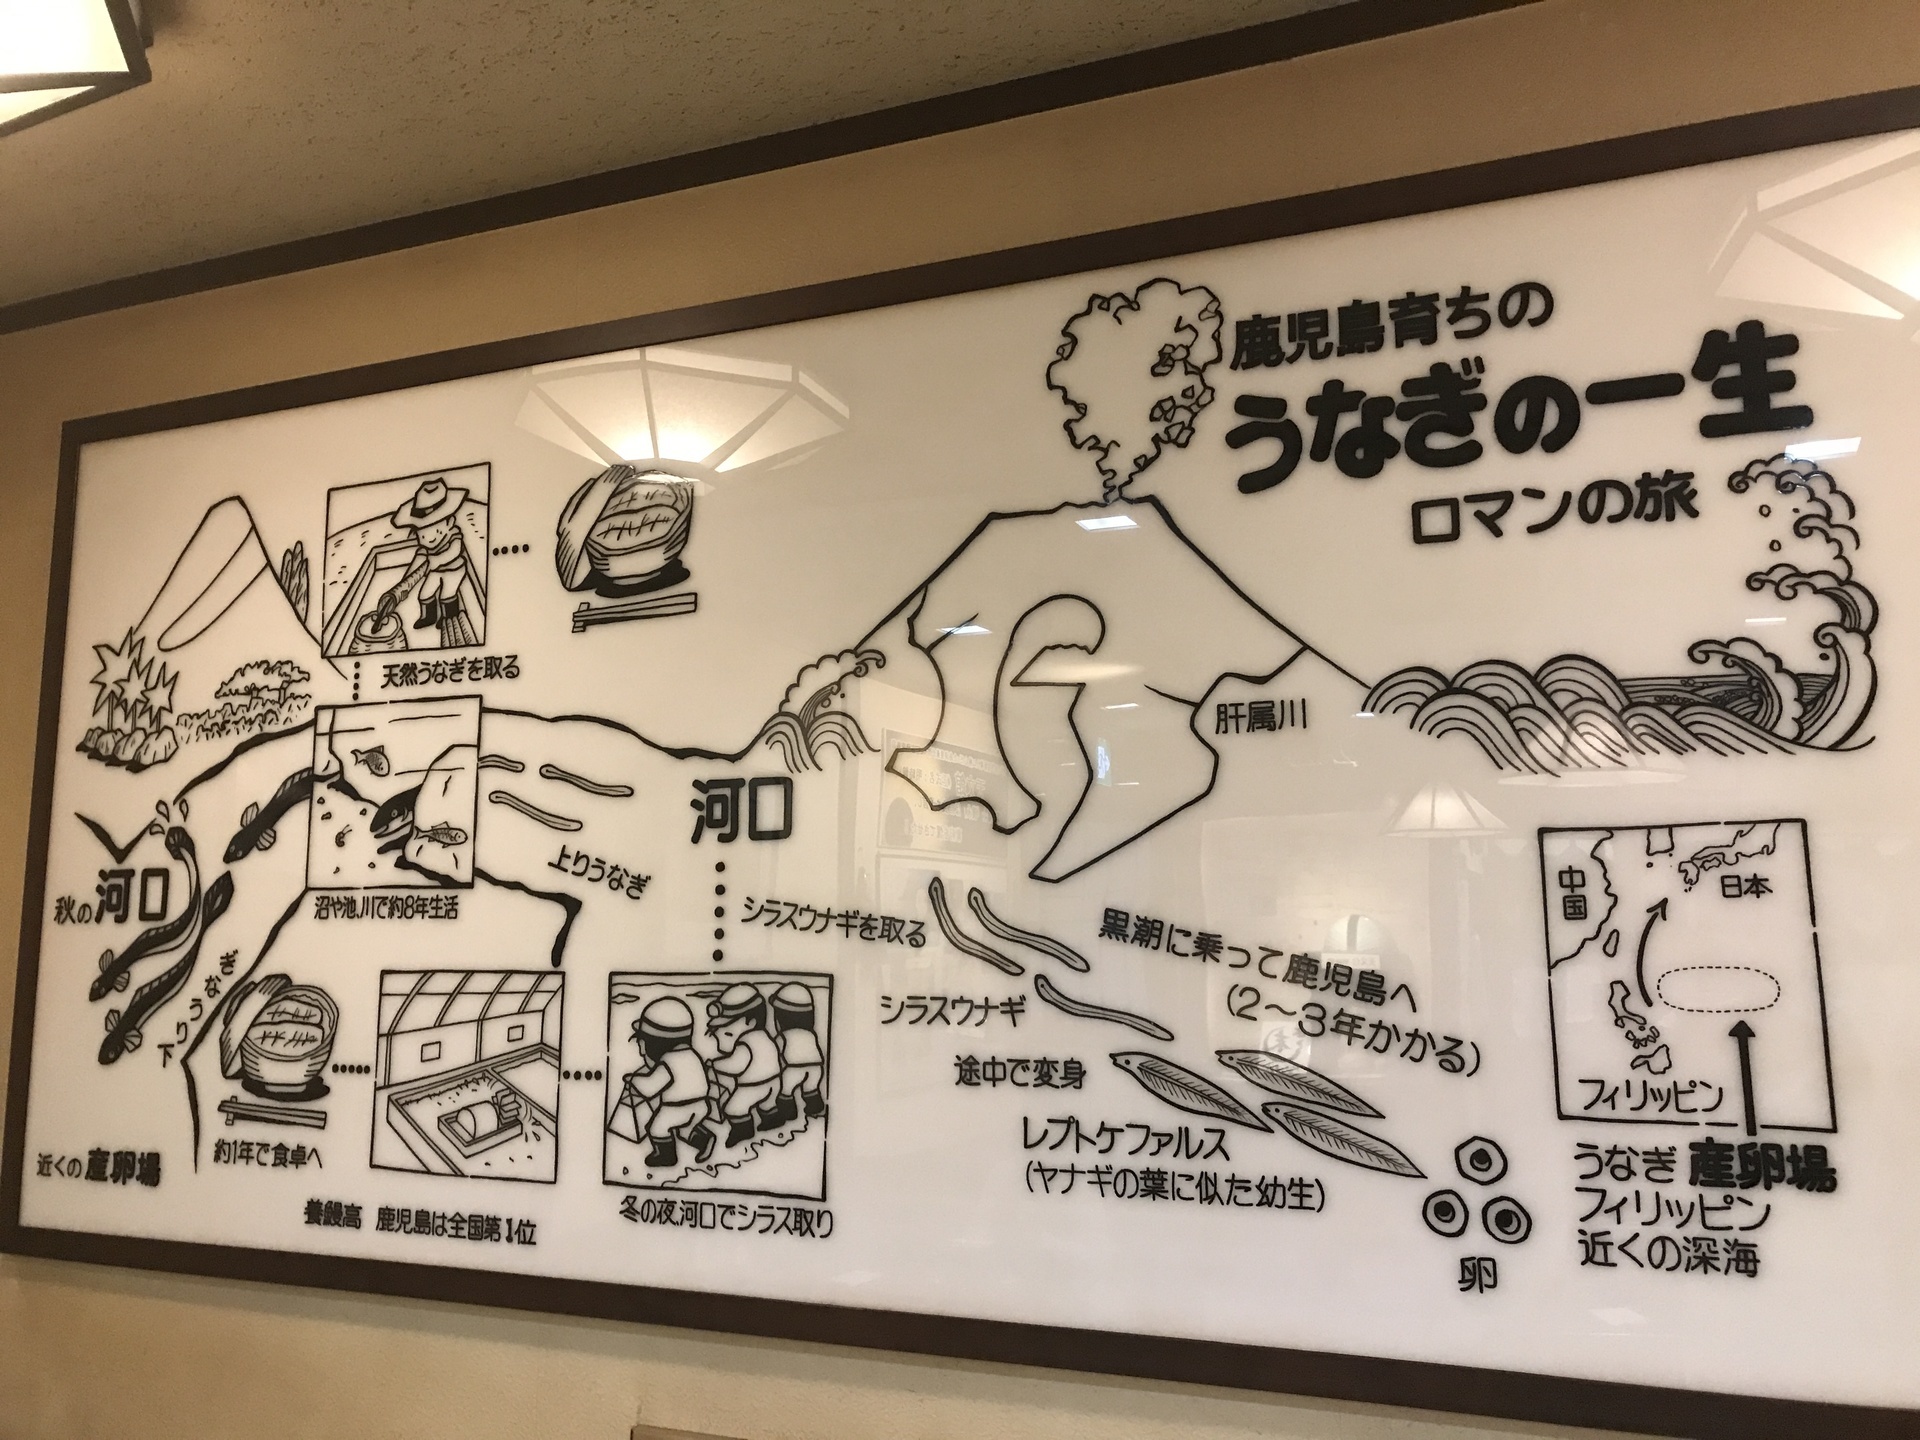 鹿児島育ちの
うなぎの一生
ロマンの旅
肝属川
中国
日本
フィリッピン
うなぎ 産卵場
フィリッピン
近くの深海
卵
レプトケファルス
(ヤナギの葉に似た幼生)
途中で変身
シラスウナギ
黒潮に乗って鹿児島へ
(2～3年かかる)
河口
シラスウナギを取る
冬の夜、河口でシラス取り
養鰻高 鹿児島は全国第1位
約1年で食卓へ
上りうなぎ
沼や池、川で約8年生活
天然うなぎを取る
秋の河口
下りうなぎ
近くの産卵場